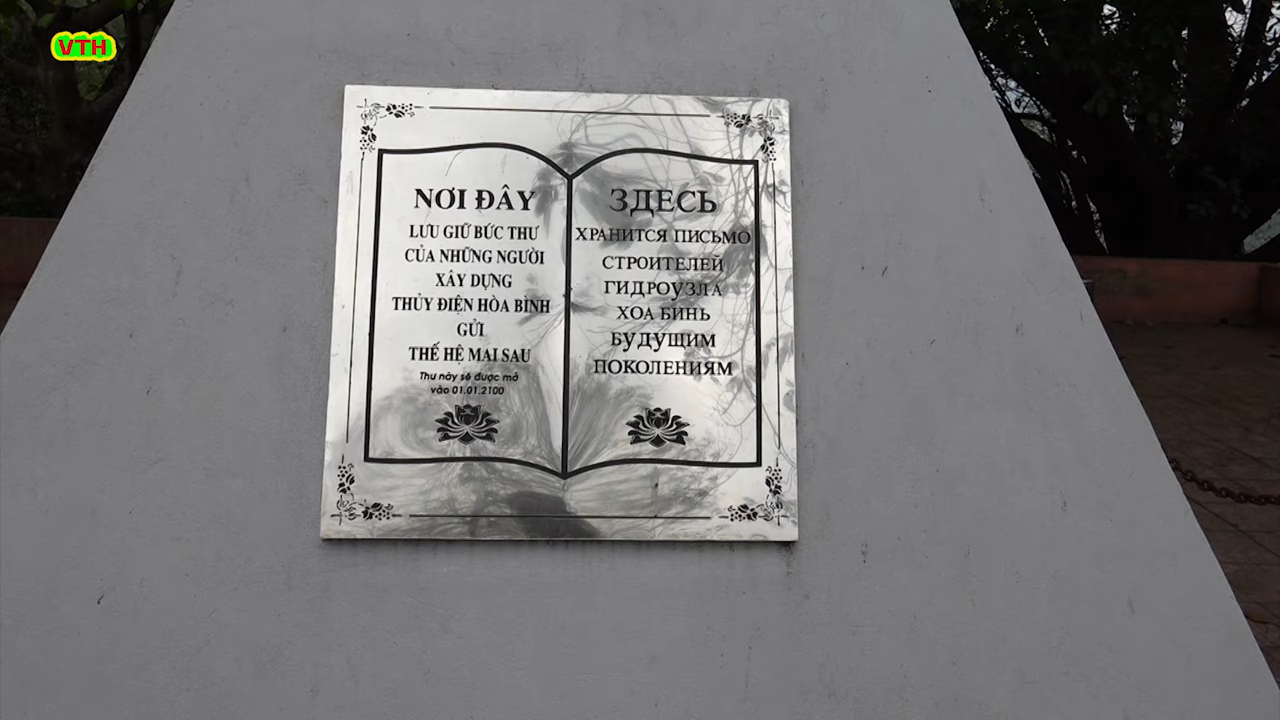 VTH
NƠI ĐÂY
LƯU GIỮ BỨC THƯ
CỦA NHỮNG NGƯỜI
XÂY DỰNG
THỦY ĐIỆN HÒA BÌNH
GỬI
THẾ HỆ MAI SAU
Thư này sẽ được mở
vào 01.01.2100
ЗДЕСЬ
ХРАНИТСЯ ПИСЬМО
СТРОИТЕЛЕЙ
ГИДРОУЗЛА
ХОА БИНЬ
БУДУЩИМ
ПОКОЛЕНИЯМ